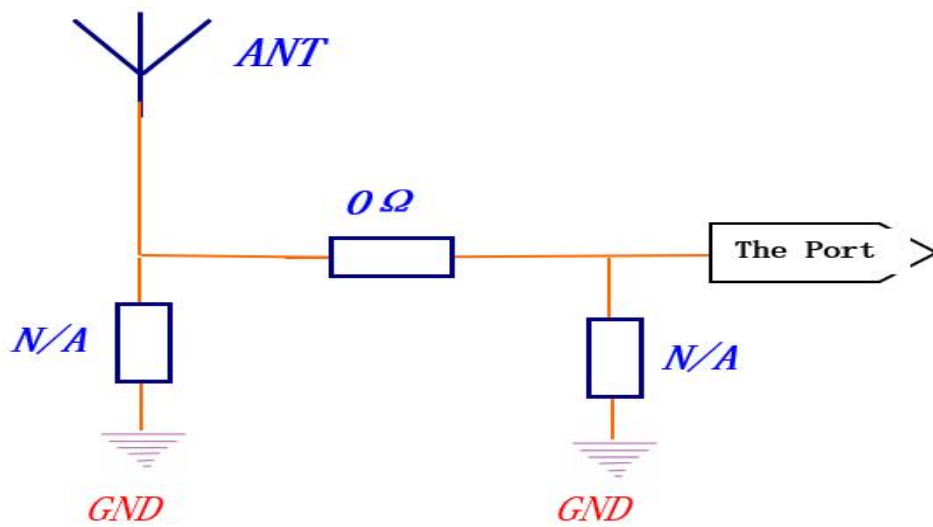 ANT
0Ω
The Port
N/A
N/A
GND
GND